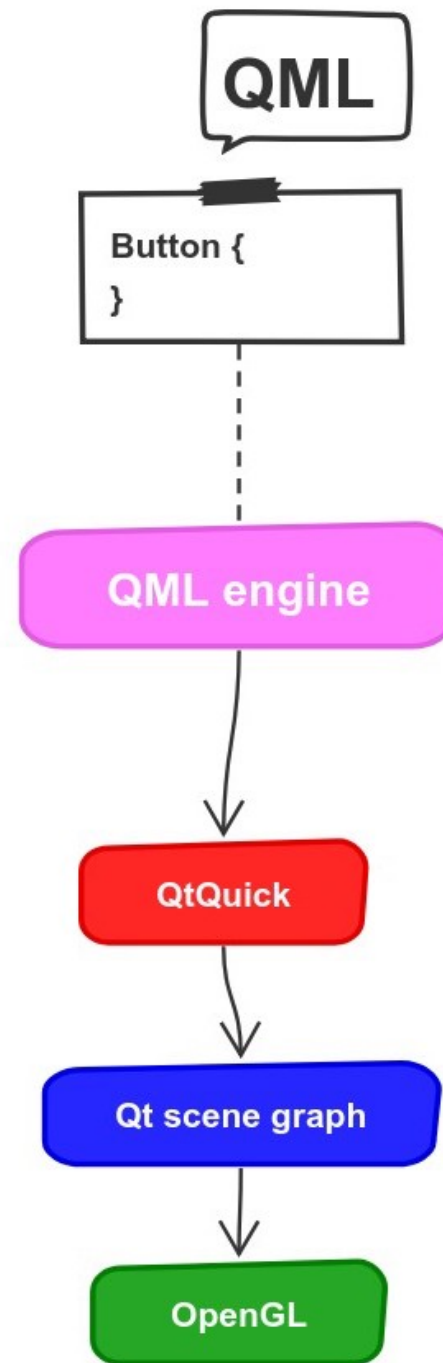 QML
Button {
}
QML engine
QtQuick
Qt scene graph
OpenGL